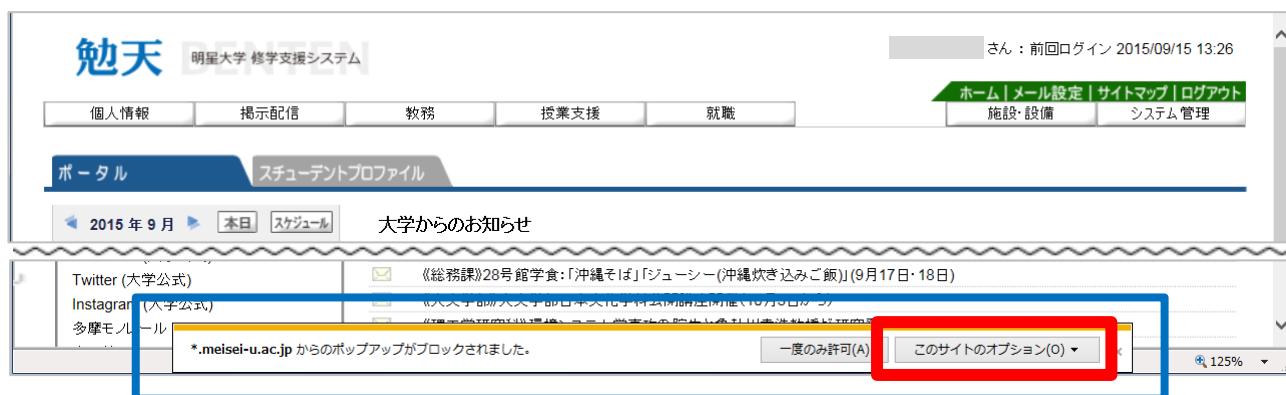 勉天 BENTEN 明星大学 修学支援システム
さん : 前回ログイン 2015/09/15 13:26
ホーム | メール設定 | サイトマップ | ログアウト
個人情報 掲示配信 教務 授業支援 就職 施設・設備 システム管理
ポータル スチューデントプロファイル
2015 年 9 月 本日 スケジュール 大学からのお知らせ
Twitter (大学公式) 《総務課》28号館学食:「沖縄そば」「ジューシー(沖縄炊き込みご飯)」(9月17日・18日)
Instagram (大学公式)
多摩モノレール
*.meisei-u.ac.jp からのポップアップがブロックされました。 一度のみ許可(A) このサイトのオプション(O) ▼ ×
125%